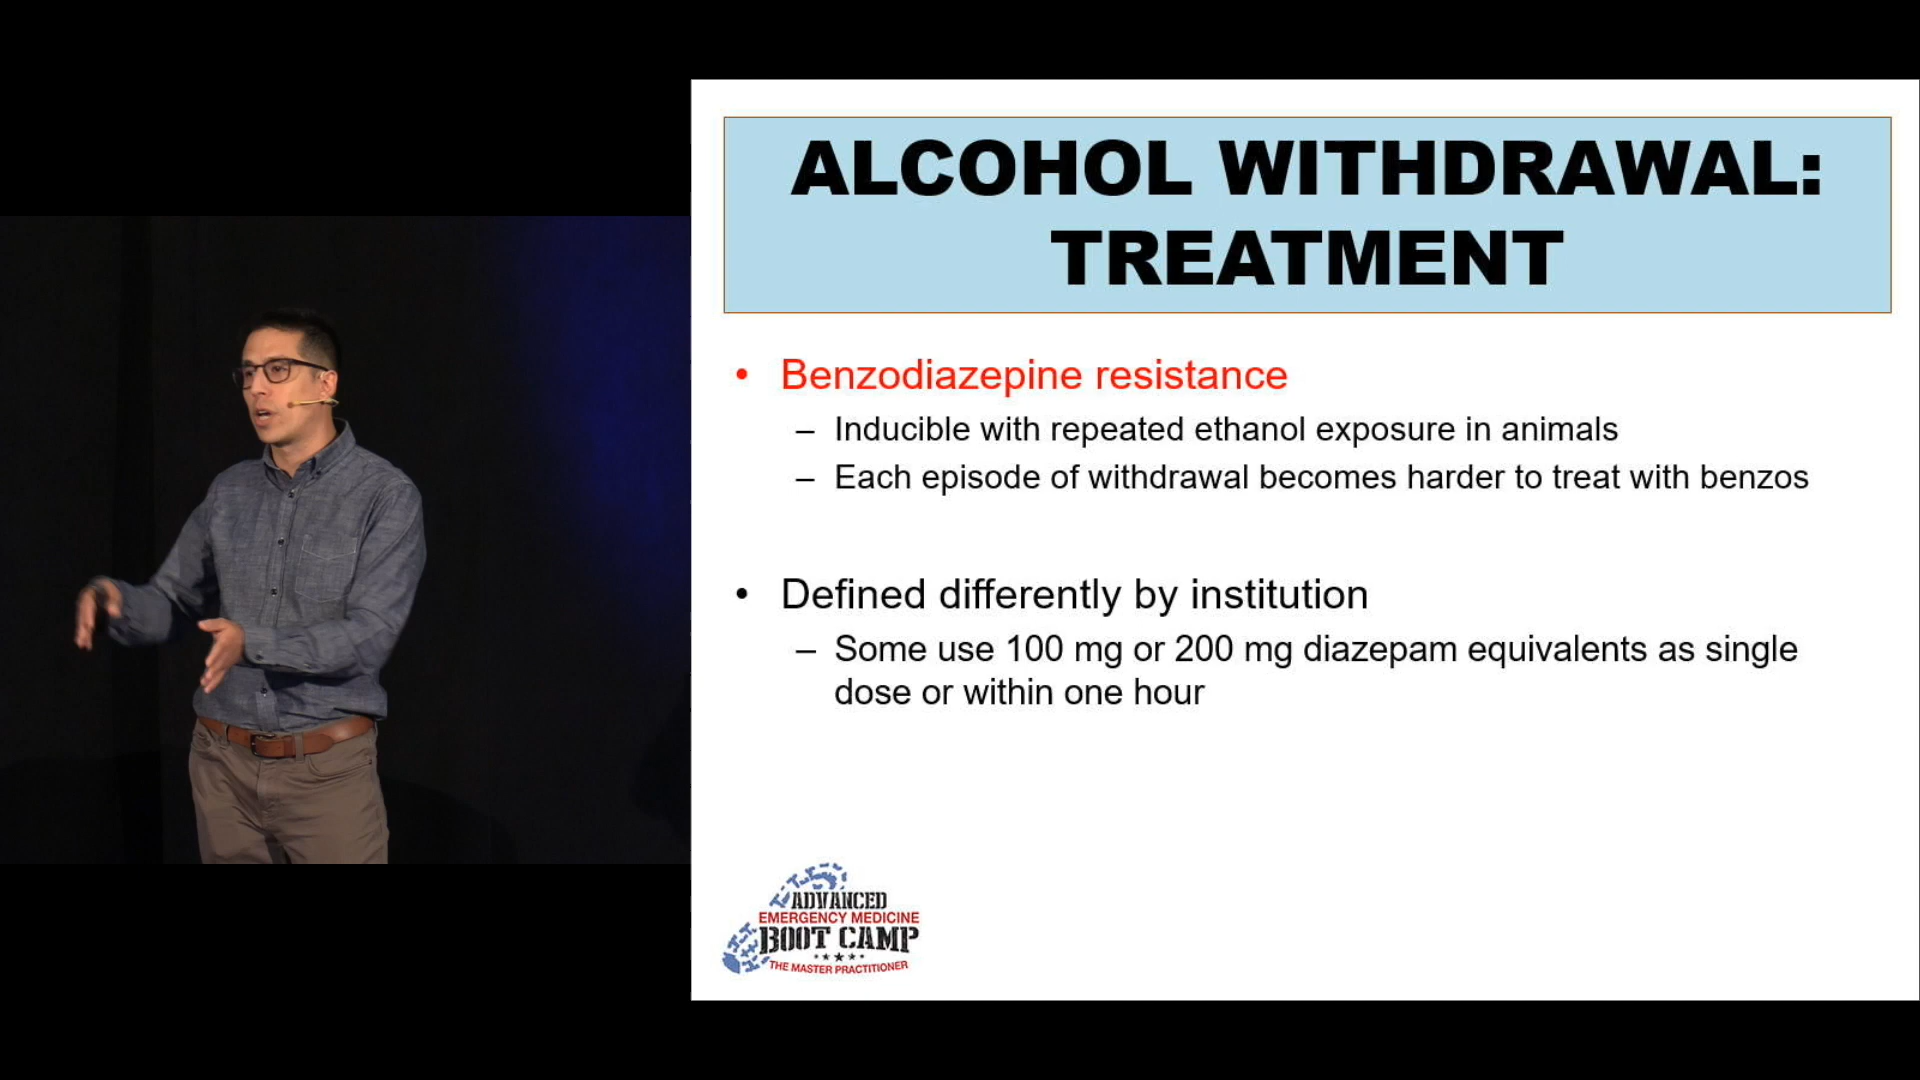 ALCOHOL WITHDRAWAL:
TREATMENT
• Benzodiazepine resistance
– Inducible with repeated ethanol exposure in animals
– Each episode of withdrawal becomes harder to treat with benzos
• Defined differently by institution
– Some use 100 mg or 200 mg diazepam equivalents as single
dose or within one hour
ADVANCED
EMERGENCY MEDICINE
BOOT CAMP
THE MASTER PRACTITIONER